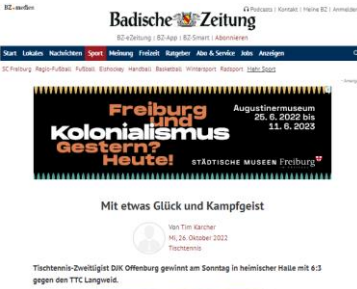 BZ-medien
Podcasts | Kontakt | Meine BZ | Anmelden
Badische Zeitung
BZ-eZeitung | BZ-App | BZ-Smart | Abonnieren
Start Lokales Nachrichten Sport Meinung Freizeit Ratgeber Abo & Service Jobs Anzeigen
SC Freiburg Regio-Fußball Fußball Eishockey Handball Basketball Wintersport Radsport Mehr Sport
Freiburg
und
Kolonialismus
Gestern?
Heute!
Augustinermuseum
25. 6. 2022 bis
11. 6. 2023
STÄDTISCHE MUSEEN Freiburg
Mit etwas Glück und Kampfgeist
Von Tim Karcher
Mi, 26. Oktober 2022
Tischtennis
Tischtennis-Zweitligist DJK Offenburg gewinnt am Sonntag in heimischer Halle mit 6:3
gegen den TTC Langweid.